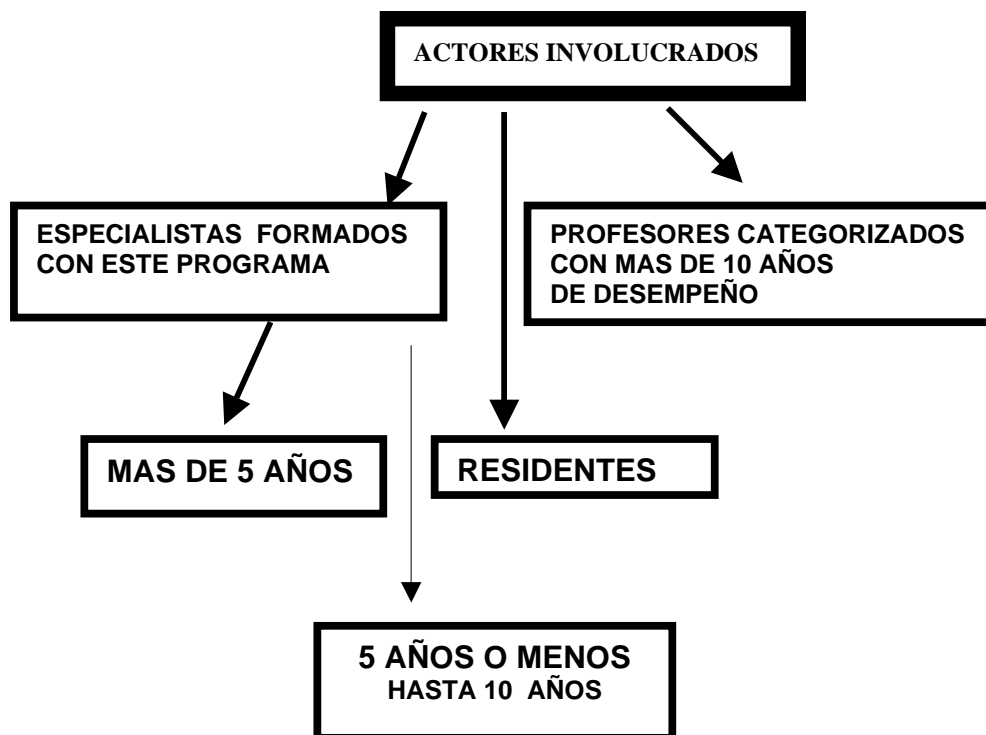 ACTORES INVOLUCRADOS
ESPECIALISTAS FORMADOS
CON ESTE PROGRAMA
PROFESORES CATEGORIZADOS
CON MAS DE 10 AÑOS
DE DESEMPEÑO
MAS DE 5 AÑOS
RESIDENTES
5 AÑOS O MENOS
HASTA 10 AÑOS